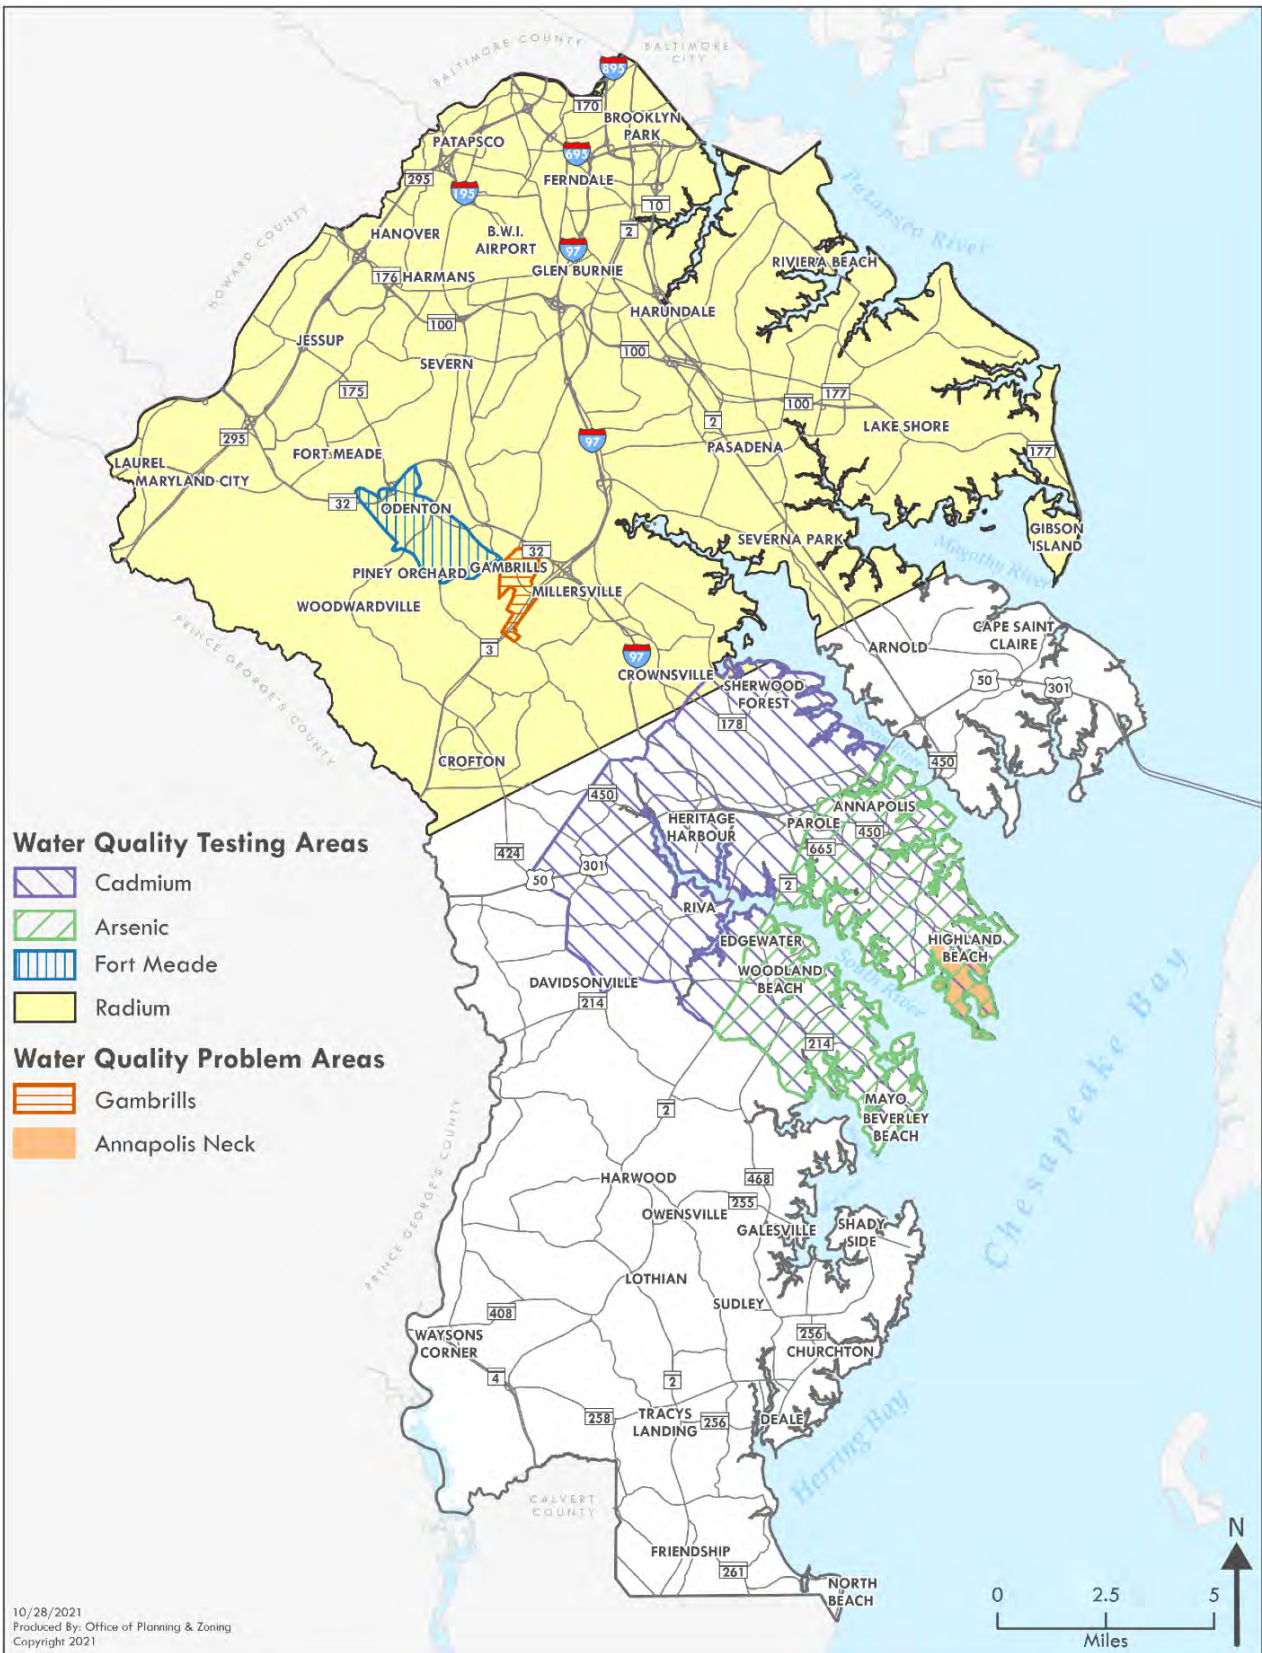 BALTIMORE COUNTY
BALTIMORE
CITY
895
170
BROOKLYN
PARK
PATAPSCO
695
295
195
FERNDALE
10
Patapsco River
HOWARD COUNTY
HANOVER
B.W.I.
AIRPORT
2
97
176
HARMANS
GLEN BURNIE
RIVIERA BEACH
100
HARUNDALE
JESSUP
SEVERN
100
175
177
100
295
97
2
LAKE SHORE
PASADENA
177
LAUREL
MARYLAND CITY
FORT MEADE
32
ODENTON
32
SEVERNA PARK
GIBSON
ISLAND
Magothy River
PINEY ORCHARD
GAMBRILLS
MILLERSVILLE
WOODWARDVILLE
3
97
CROWNSVILLE
ARNOLD
CAPE SAINT
CLAIRE
PRINCE GEORGE'S COUNTY
SHERWOOD
FOREST
178
50
301
Severn River
CROFTON
450
450
HERITAGE
HARBOUR
PAROLE
ANNAPOLIS
450
665
424
50
301
2
RIVA
EDGEWATER
HIGHLAND
BEACH
WOODLAND
BEACH
South River
DAVIDSONVILLE
214
214
Chesapeake Bay
MAYO
BEVERLEY
BEACH
2
PRINCE GEORGE'S COUNTY
HARWOOD
468
255
OWENSVILLE
GALESVILLE
SHADY
SIDE
LOTHIAN
SUDLEY
408
WAYSONS
CORNER
256
CHURCHTON
4
2
258
TRACYS
LANDING
256
DEALE
Herring Bay
CALVERT
COUNTY
FRIENDSHIP
261
NORTH
BEACH
Water Quality Testing Areas
Cadmium
Arsenic
Fort Meade
Radium
Water Quality Problem Areas
Gambrills
Annapolis Neck
N
0 2.5 5
Miles
10/28/2021
Produced By: Office of Planning & Zoning
Copyright 2021